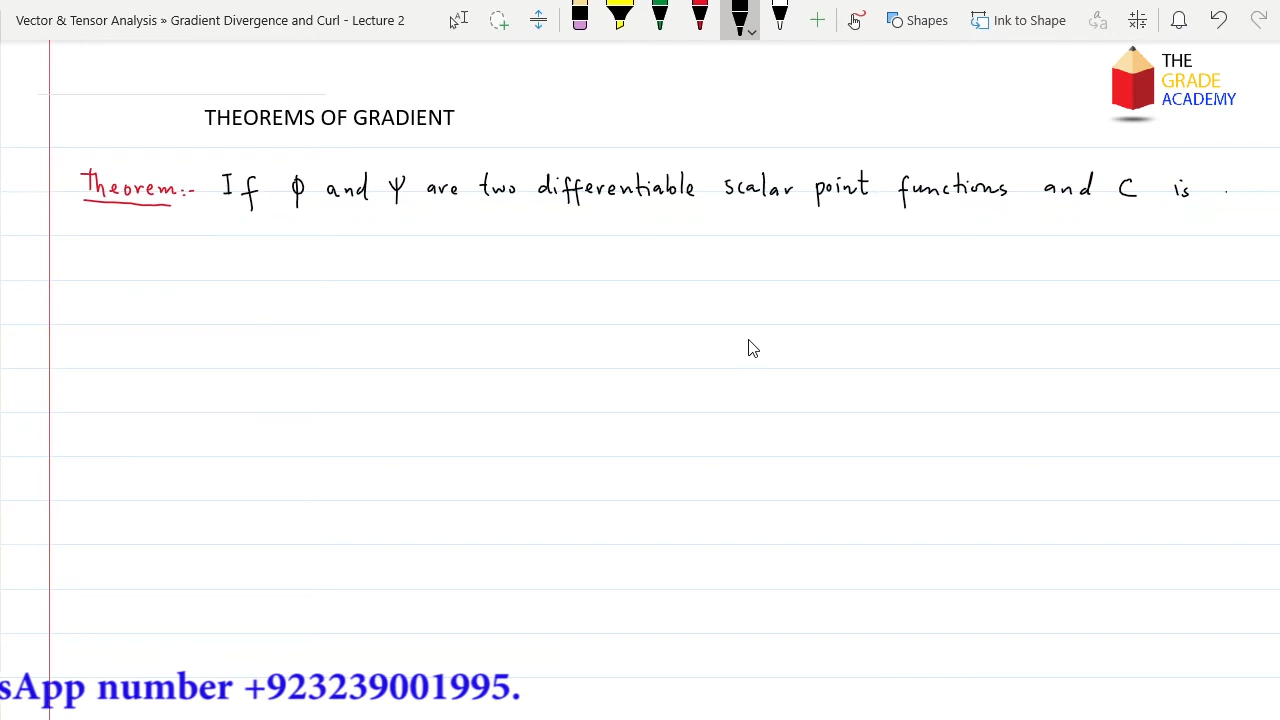 Vector & Tensor Analysis » Gradient Divergence and Curl - Lecture 2
Shapes
Ink to Shape
THE
GRADE
ACADEMY
THEOREMS OF GRADIENT
Theorem:- If φ and ψ are two differentiable scalar point functions and C is
sApp number +923239001995.